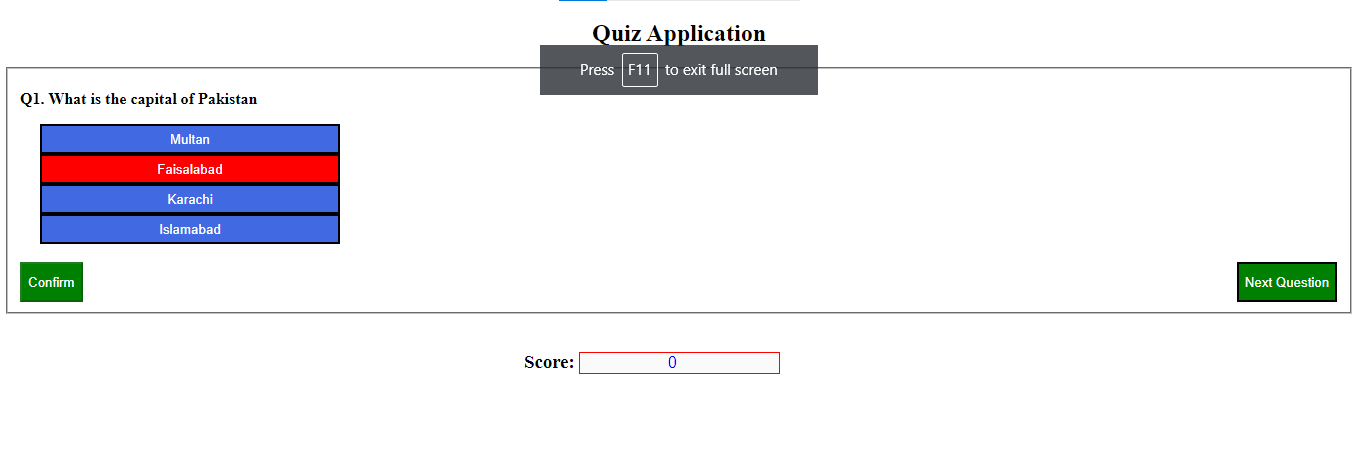 Quiz Application
Press F11 to exit full screen
Q1. What is the capital of Pakistan
Multan
Faisalabad
Karachi
Islamabad
Confirm Next Question
Score: 0